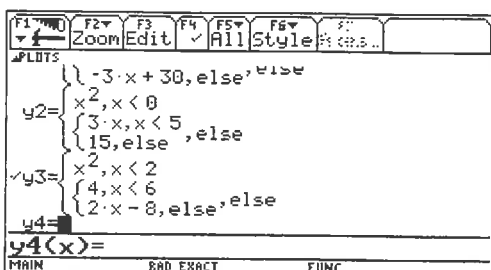 F1 F2 F3 F4 F5 F6
Zoom Edit ✓ All Style
PLOTS
-3·x + 30, else, else
y2= x², x < 0
3·x, x < 5
15, else , else
✓y3= x², x < 2
4, x < 6
2·x - 8, else , else
y4=
y4(x)=
MAIN RAD EXACT FUNC